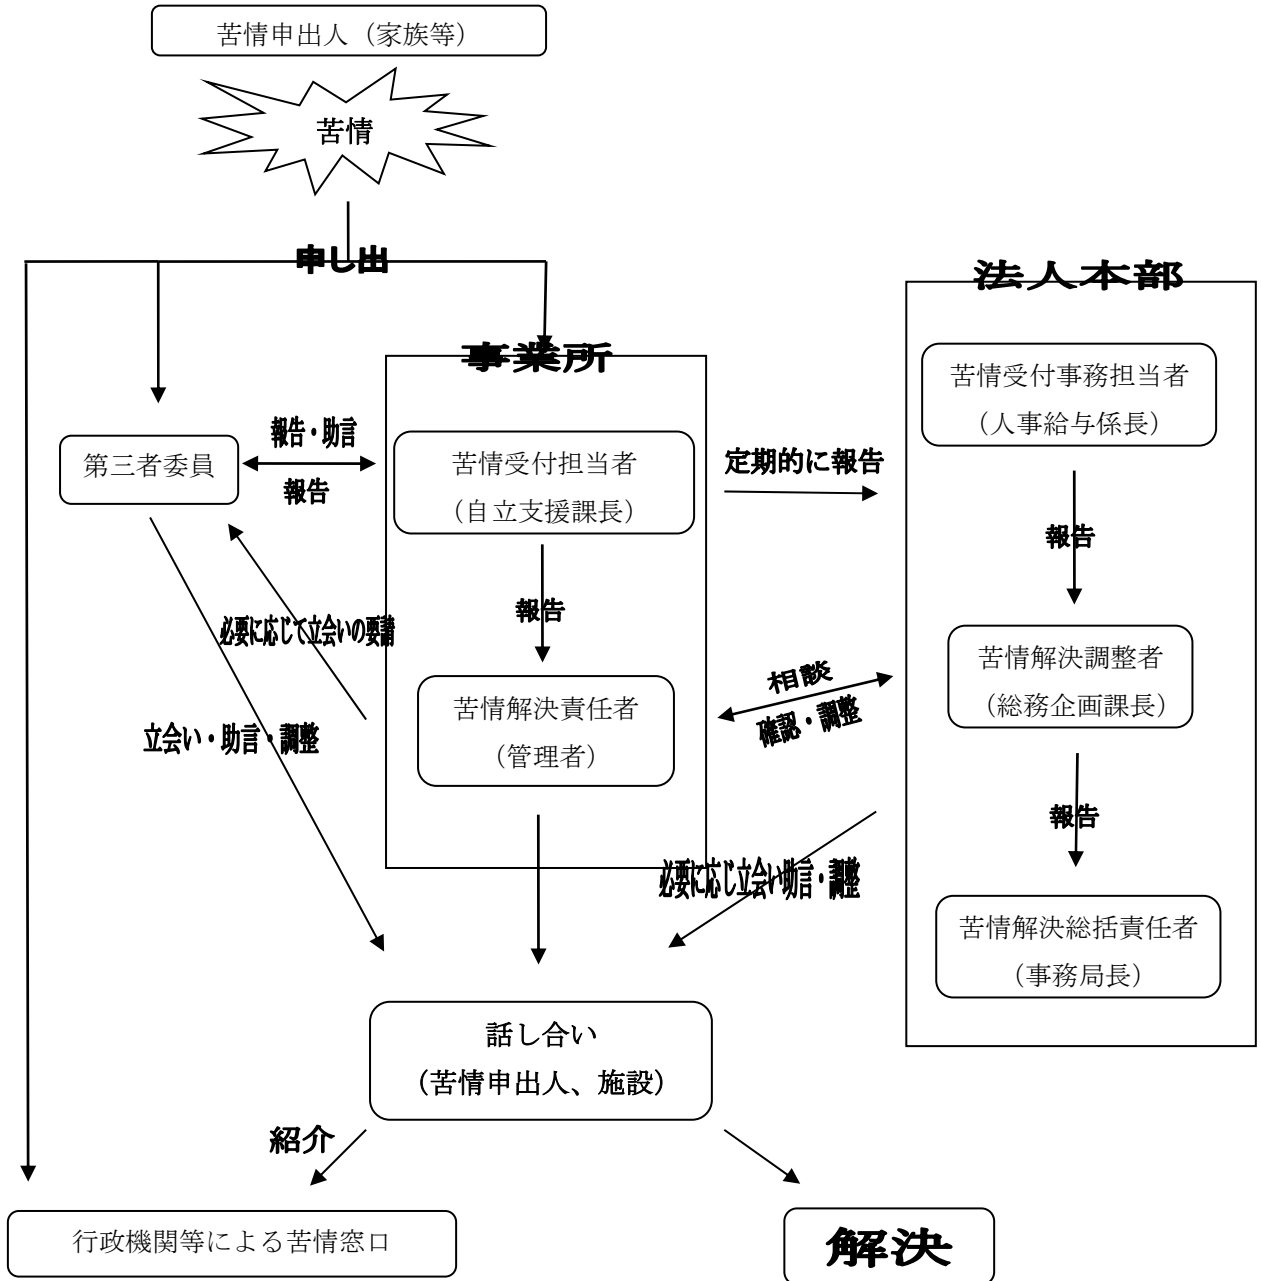 苦情申出人（家族等）
苦情
申し出
法人本部
事業所
苦情受付事務担当者
（人事給与係長）
報告・助言
報告
第三者委員
苦情受付担当者
（自立支援課長）
定期的に報告
報告
報告
必要に応じて立会いの要請
苦情解決調整者
（総務企画課長）
相談
確認・調整
苦情解決責任者
（管理者）
立会い・助言・調整
報告
必要に応じ立会い助言・調整
苦情解決総括責任者
（事務局長）
話し合い
（苦情申出人、施設）
紹介
行政機関等による苦情窓口
解決